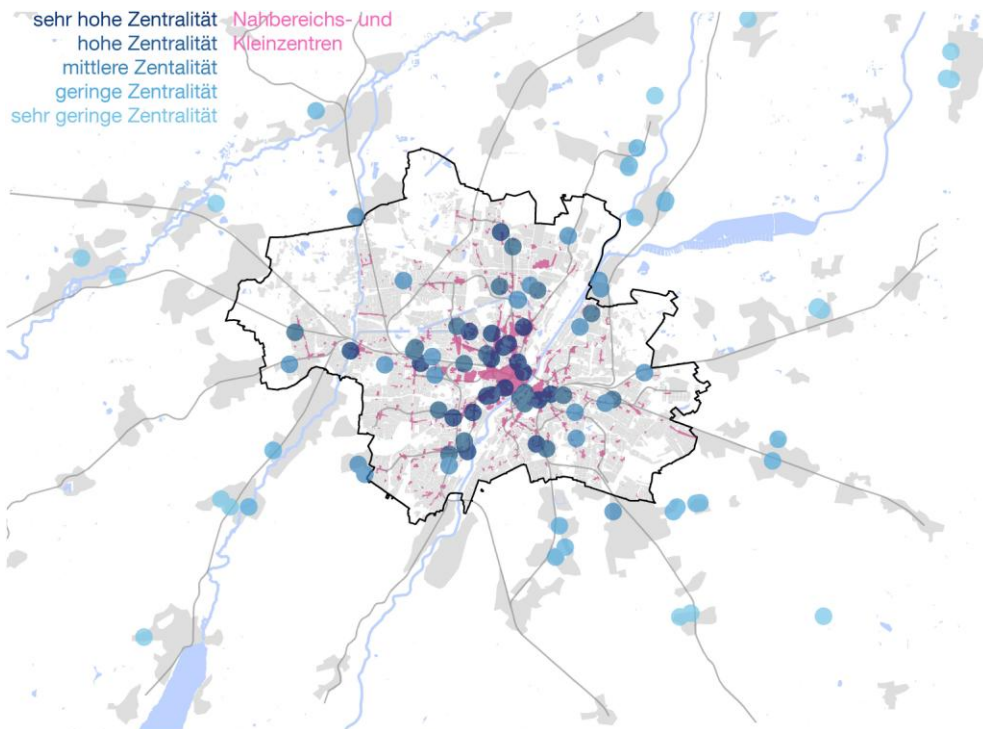 sehr hohe Zentralität
hohe Zentralität
mittlere Zentalität
geringe Zentralität
sehr geringe Zentralität
Nahbereichs- und
Kleinzentren